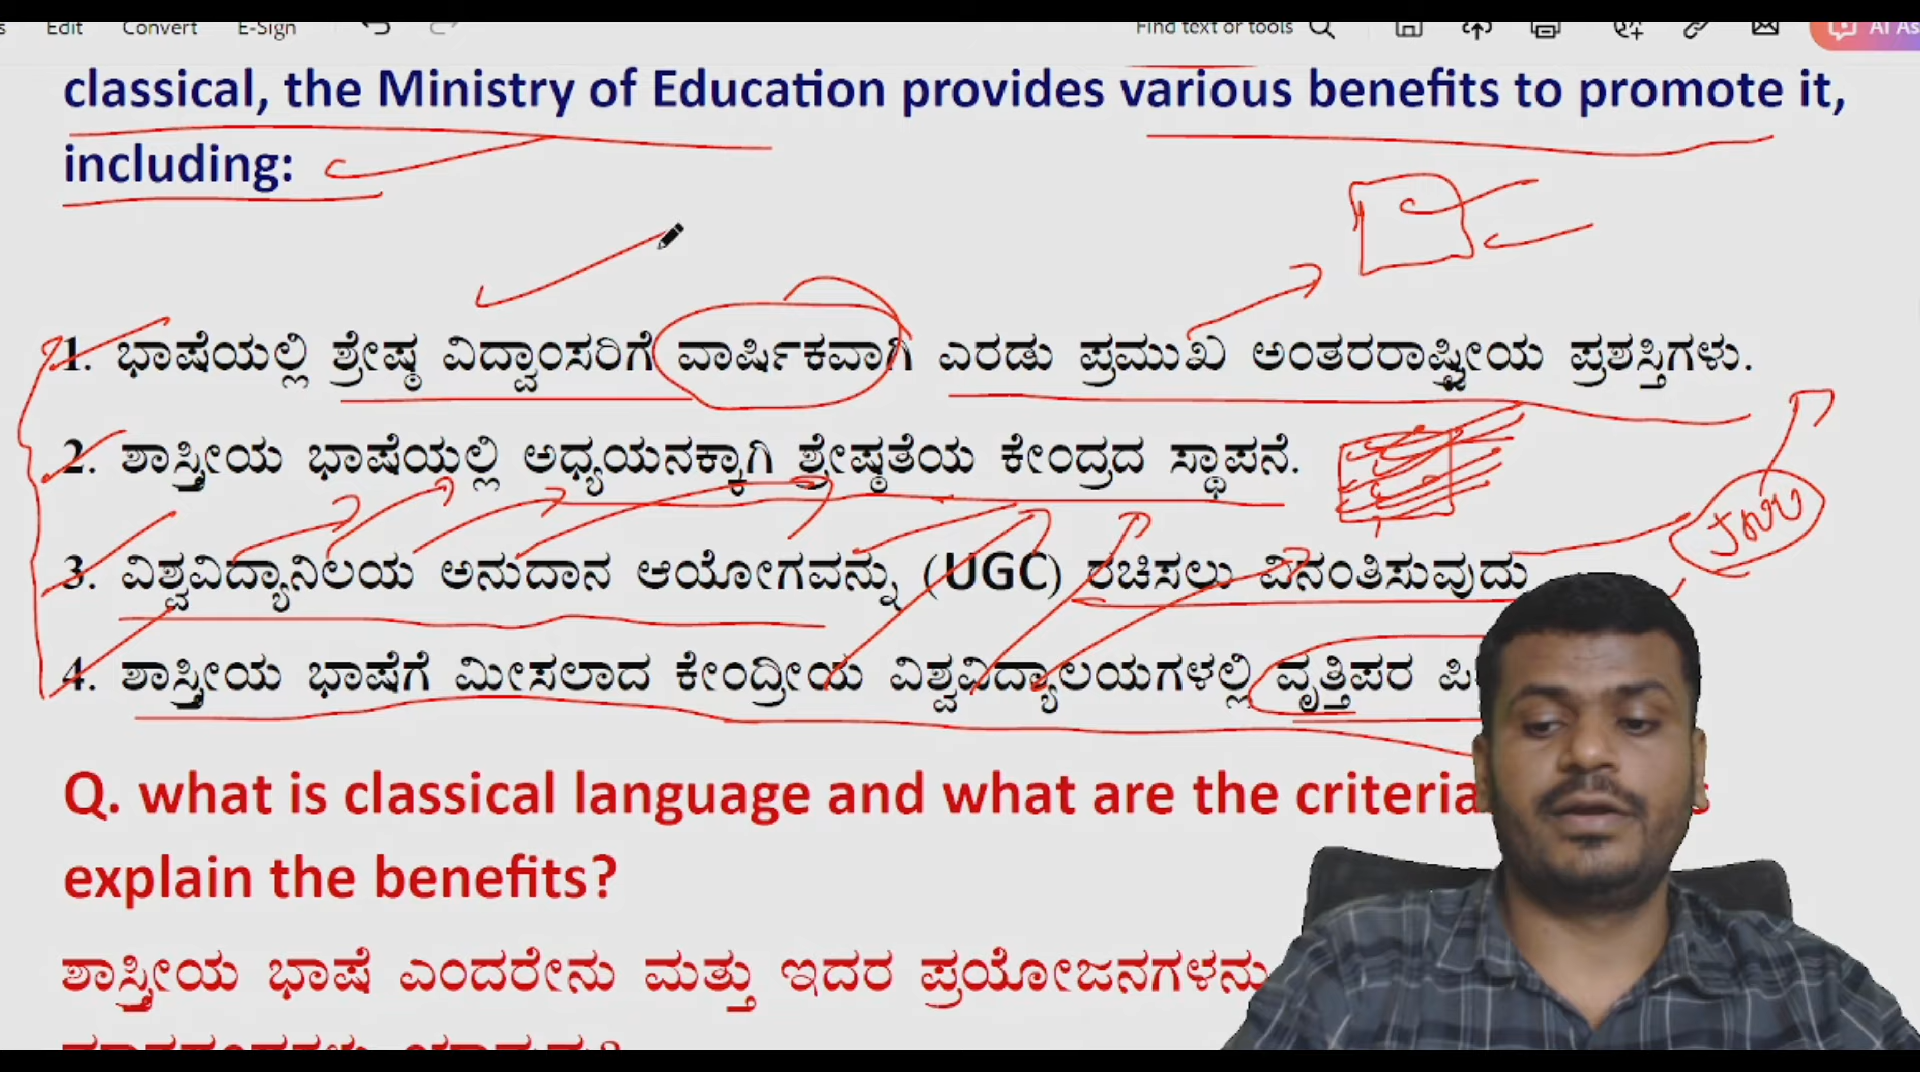 Edit Convert E-Sign Find text or tools AI As
classical, the Ministry of Education provides various benefits to promote it,
including:
1. ಭಾಷೆಯಲ್ಲಿ ಶ್ರೇಷ್ಠ ವಿದ್ವಾಂಸರಿಗೆ ವಾರ್ಷಿಕವಾಗಿ ಎರಡು ಪ್ರಮುಖ ಅಂತರರಾಷ್ಟ್ರೀಯ ಪ್ರಶಸ್ತಿಗಳು.
2. ಶಾಸ್ತ್ರೀಯ ಭಾಷೆಯಲ್ಲಿ ಅಧ್ಯಯನಕ್ಕಾಗಿ ಶ್ರೇಷ್ಠತೆಯ ಕೇಂದ್ರದ ಸ್ಥಾಪನೆ.
3. ವಿಶ್ವವಿದ್ಯಾನಿಲಯ ಅನುದಾನ ಆಯೋಗವನ್ನು (UGC) ರಚಿಸಲು ವಿನಂತಿಸುವುದು
4. ಶಾಸ್ತ್ರೀಯ ಭಾಷೆಗೆ ಮೀಸಲಾದ ಕೇಂದ್ರೀಯ ವಿಶ್ವವಿದ್ಯಾಲಯಗಳಲ್ಲಿ ವೃತ್ತಿಪರ
Q. what is classical language and what are the criteria
explain the benefits?
ಶಾಸ್ತ್ರೀಯ ಭಾಷೆ ಎಂದರೇನು ಮತ್ತು ಇದರ ಪ್ರಯೋಜನಗಳನು